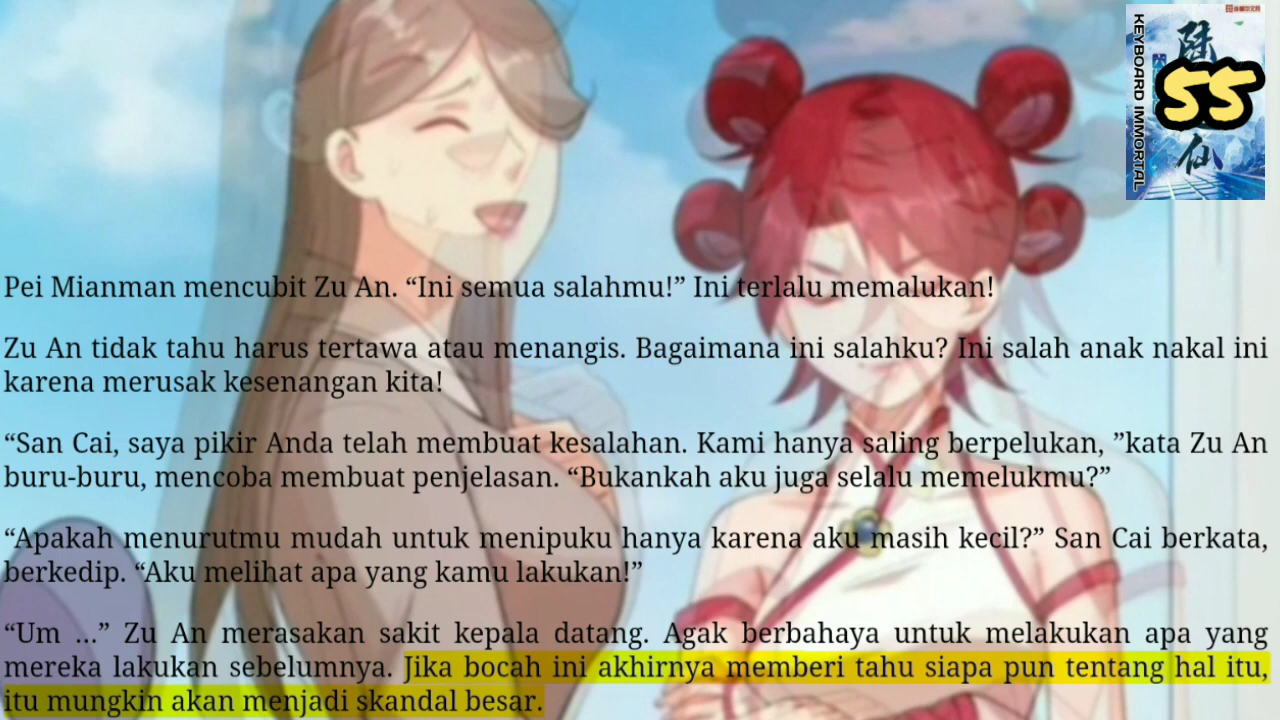 KEYBOARD IMMORTAL
陆
仙
55
Pei Mianman mencubit Zu An. “Ini semua salahmu!” Ini terlalu memalukan!
Zu An tidak tahu harus tertawa atau menangis. Bagaimana ini salahku? Ini salah anak nakal ini
karena merusak kesenangan kita!
“San Cai, saya pikir Anda telah membuat kesalahan. Kami hanya saling berpelukan, ”kata Zu An
buru-buru, mencoba membuat penjelasan. “Bukankah aku juga selalu memelukmu?”
“Apakah menurutmu mudah untuk menipuku hanya karena aku masih kecil?” San Cai berkata,
berkedip. “Aku melihat apa yang kamu lakukan!”
“Um ...” Zu An merasakan sakit kepala datang. Agak berbahaya untuk melakukan apa yang
mereka lakukan sebelumnya. Jika bocah ini akhirnya memberi tahu siapa pun tentang hal itu,
itu mungkin akan menjadi skandal besar.